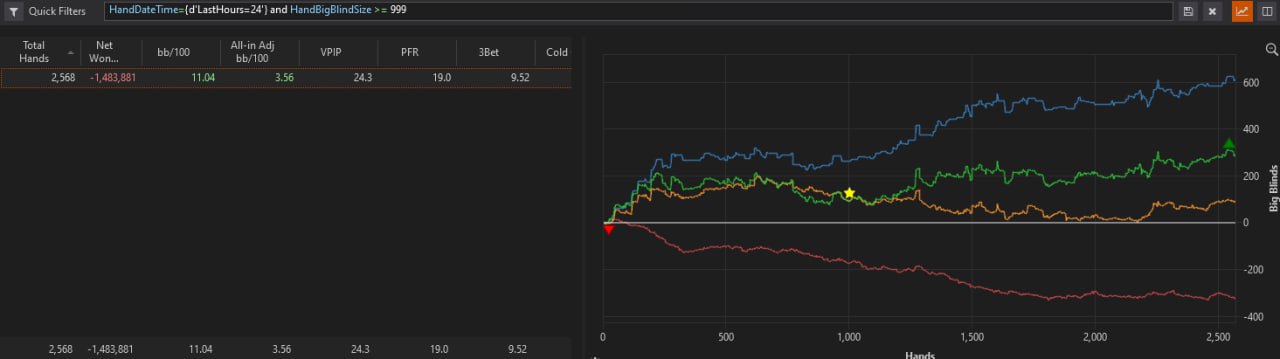 Quick Filters HandDateTime={d'LastHours=24'} and HandBigBlindSize >= 999
Total Hands Net Won... bb/100 All-in Adj bb/100 VPIP PFR 3Bet Cold
2,568 -1,483,881 11.04 3.56 24.3 19.0 9.52
2,568 -1,483,881 11.04 3.56 24.3 19.0 9.52
600
400
200
0
-200
-400
Big Blinds
0 500 1,000 1,500 2,000 2,500
Hands